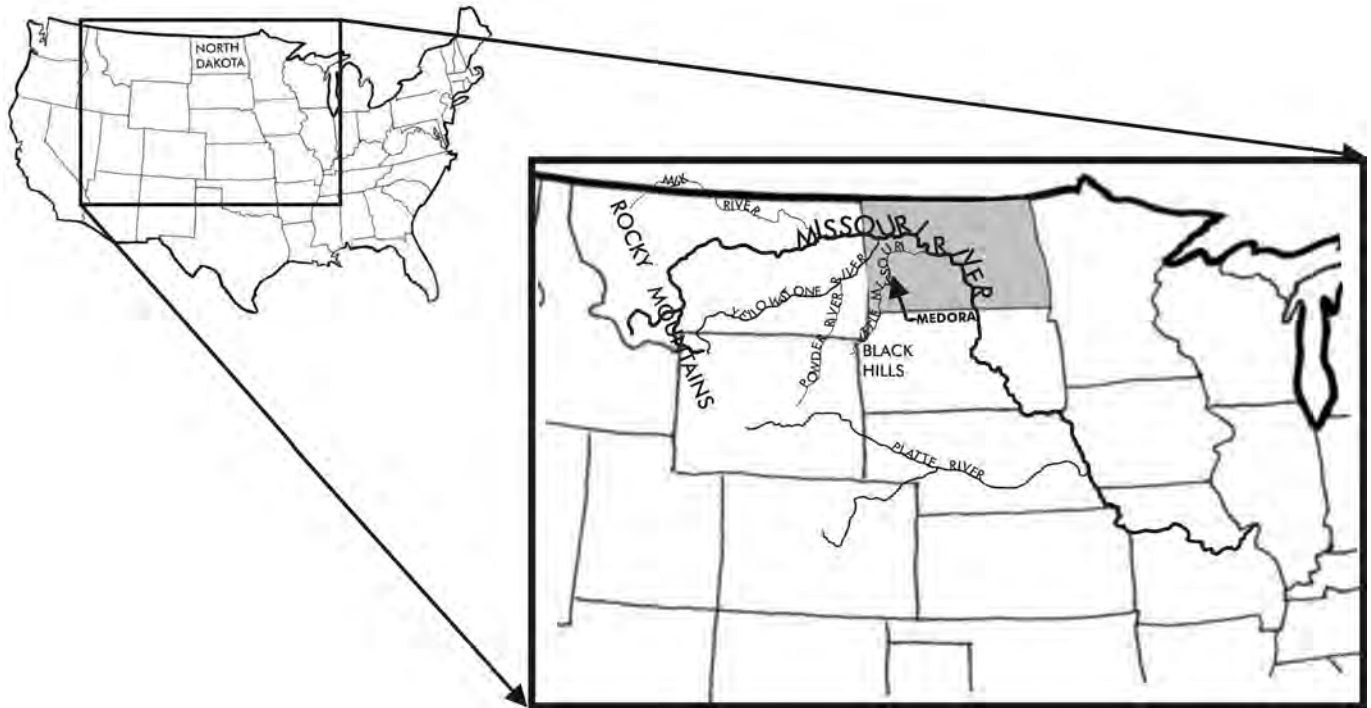 NORTH
DAKOTA
MILK
RIVER
ROCKY MOUNTAINS
MISSOURI RIVER
YELLOWSTONE RIVER
POWDER RIVER RIVER
LITTLE MISSOURI
MEDORA
BLACK
HILLS
PLATTE RIVER